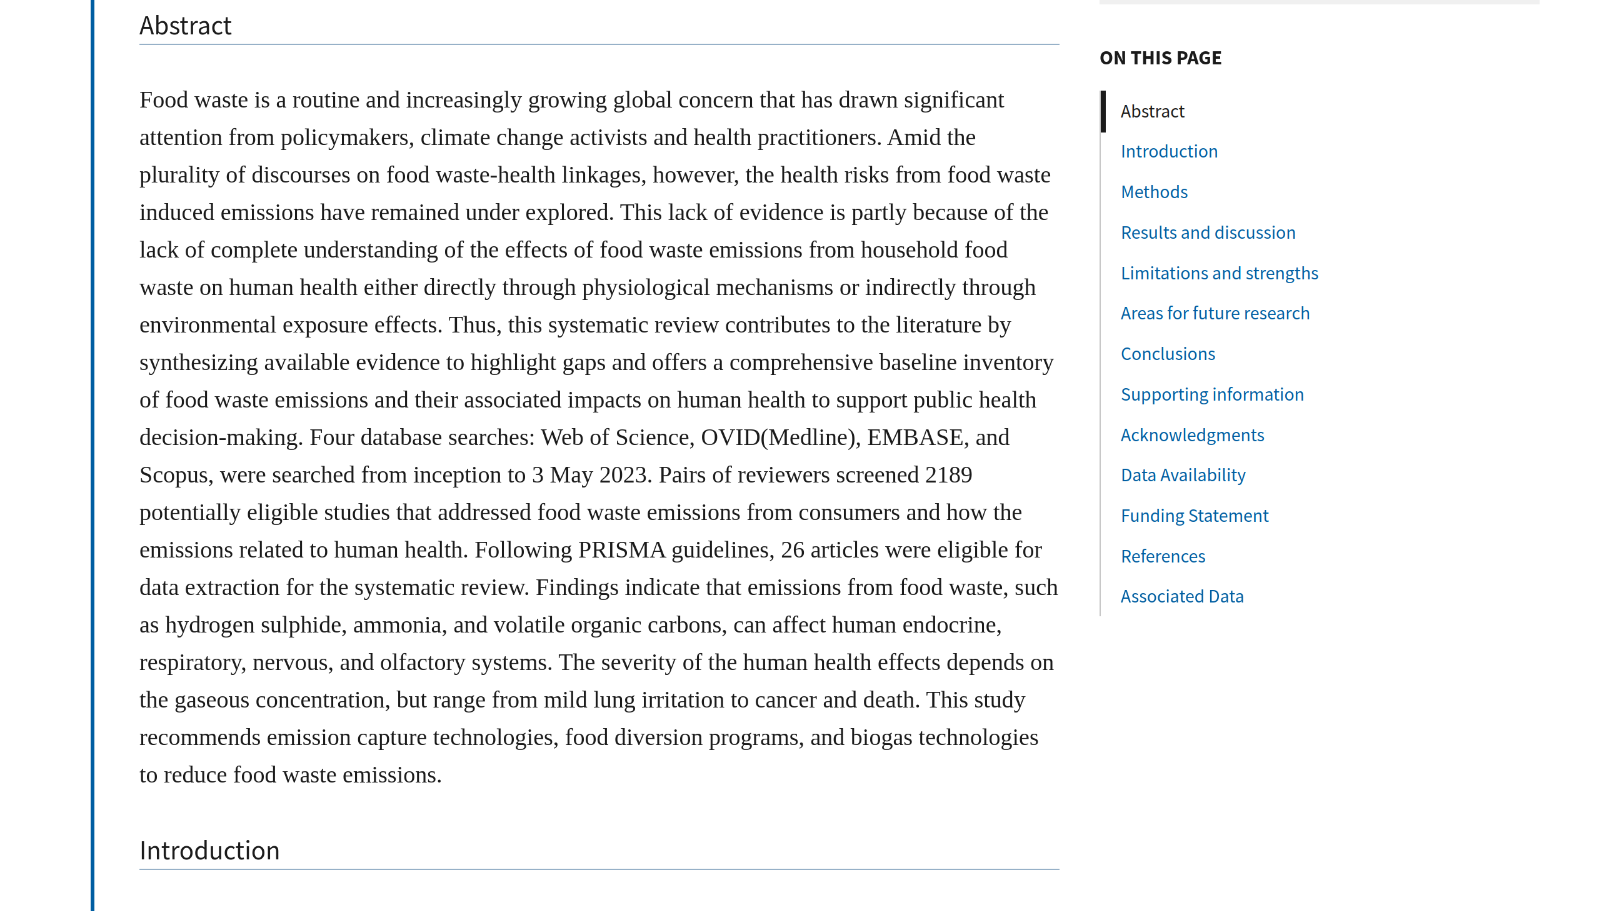 Abstract
Food waste is a routine and increasingly growing global concern that has drawn significant
attention from policymakers, climate change activists and health practitioners. Amid the
plurality of discourses on food waste-health linkages, however, the health risks from food waste
induced emissions have remained under explored. This lack of evidence is partly because of the
lack of complete understanding of the effects of food waste emissions from household food
waste on human health either directly through physiological mechanisms or indirectly through
environmental exposure effects. Thus, this systematic review contributes to the literature by
synthesizing available evidence to highlight gaps and offers a comprehensive baseline inventory
of food waste emissions and their associated impacts on human health to support public health
decision-making. Four database searches: Web of Science, OVID(Medline), EMBASE, and
Scopus, were searched from inception to 3 May 2023. Pairs of reviewers screened 2189
potentially eligible studies that addressed food waste emissions from consumers and how the
emissions related to human health. Following PRISMA guidelines, 26 articles were eligible for
data extraction for the systematic review. Findings indicate that emissions from food waste, such
as hydrogen sulphide, ammonia, and volatile organic carbons, can affect human endocrine,
respiratory, nervous, and olfactory systems. The severity of the human health effects depends on
the gaseous concentration, but range from mild lung irritation to cancer and death. This study
recommends emission capture technologies, food diversion programs, and biogas technologies
to reduce food waste emissions.
Introduction
ON THIS PAGE
Abstract
Introduction
Methods
Results and discussion
Limitations and strengths
Areas for future research
Conclusions
Supporting information
Acknowledgments
Data Availability
Funding Statement
References
Associated Data